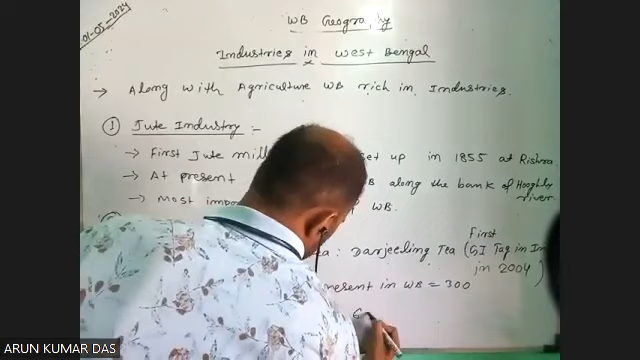 01-05-2024
WB Geography
Industries in West Bengal
→ Along with Agriculture WB rich in Industries.
① Jute Industry :-
→ First Jute mill set up in 1855 at Rishra
→ At present B along the bank of Hooghly river
→ Most impo WB.
First
: Darjeeling Tea (GI Tag in In
in 2004)
present in WB = 300
ARUN KUMAR DAS